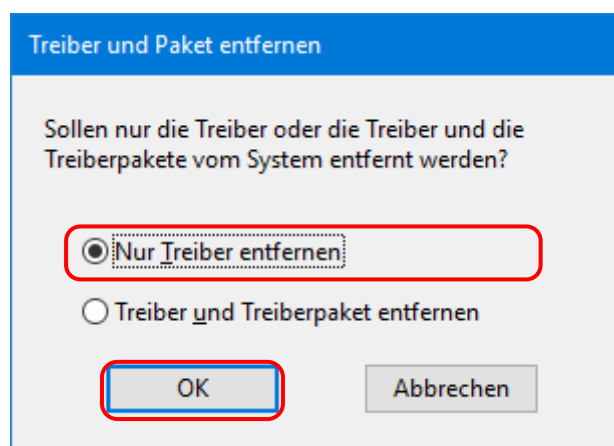 Treiber und Paket entfernen
Sollen nur die Treiber oder die Treiber und die
Treiberpakete vom System entfernt werden?
Nur Treiber entfernen
Treiber und Treiberpaket entfernen
OK
Abbrechen